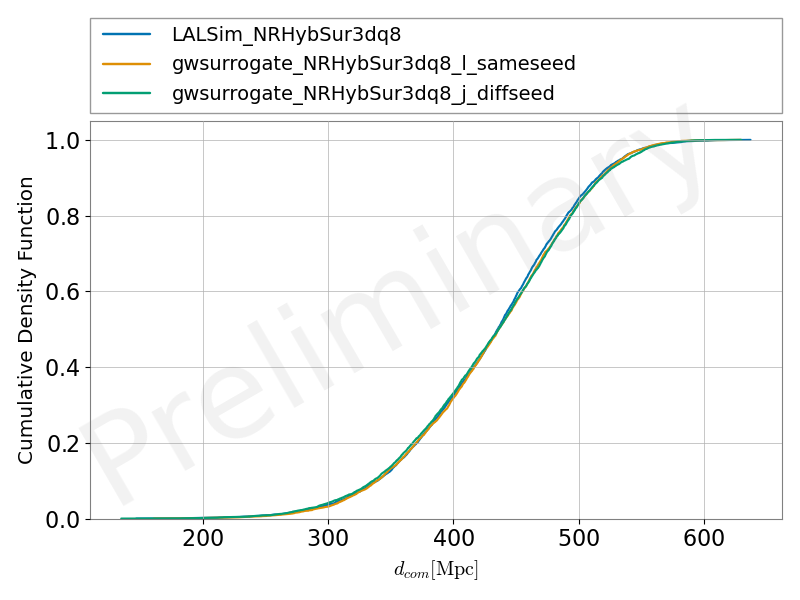 LALSim_NRHybSur3dq8
gwsurrogate_NRHybSur3dq8_l_sameseed
gwsurrogate_NRHybSur3dq8_j_diffseed
1.0
0.8
0.6
0.4
0.2
0.0
Cumulative Density Function
Preliminary
200 300 400 500 600
d_com[Mpc]